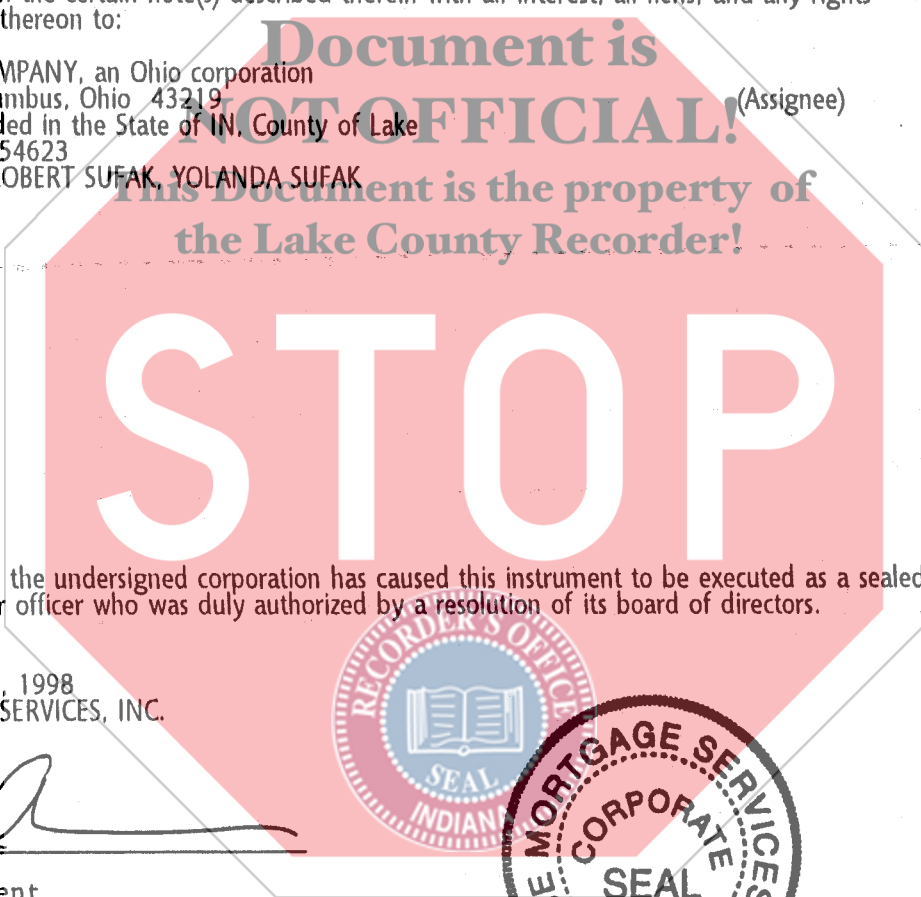 thereon to:
Document is
MPANY, an Ohio corporation
mbus, Ohio 43219
NOT OFFICIAL!
(Assignee)
ded in the State of IN, County of Lake
54623
OBERT SUFAK, YOLANDA SUFAK
This Document is the property of
the Lake County Recorder!
STOP
the undersigned corporation has caused this instrument to be executed as a sealed
r officer who was duly authorized by a resolution of its board of directors.
, 1998
SERVICES, INC.
RECORDER'S OFFICE
SEAL
INDIANA
E MORTGAGE SERVICES
CORPORATE
SEAL
ent